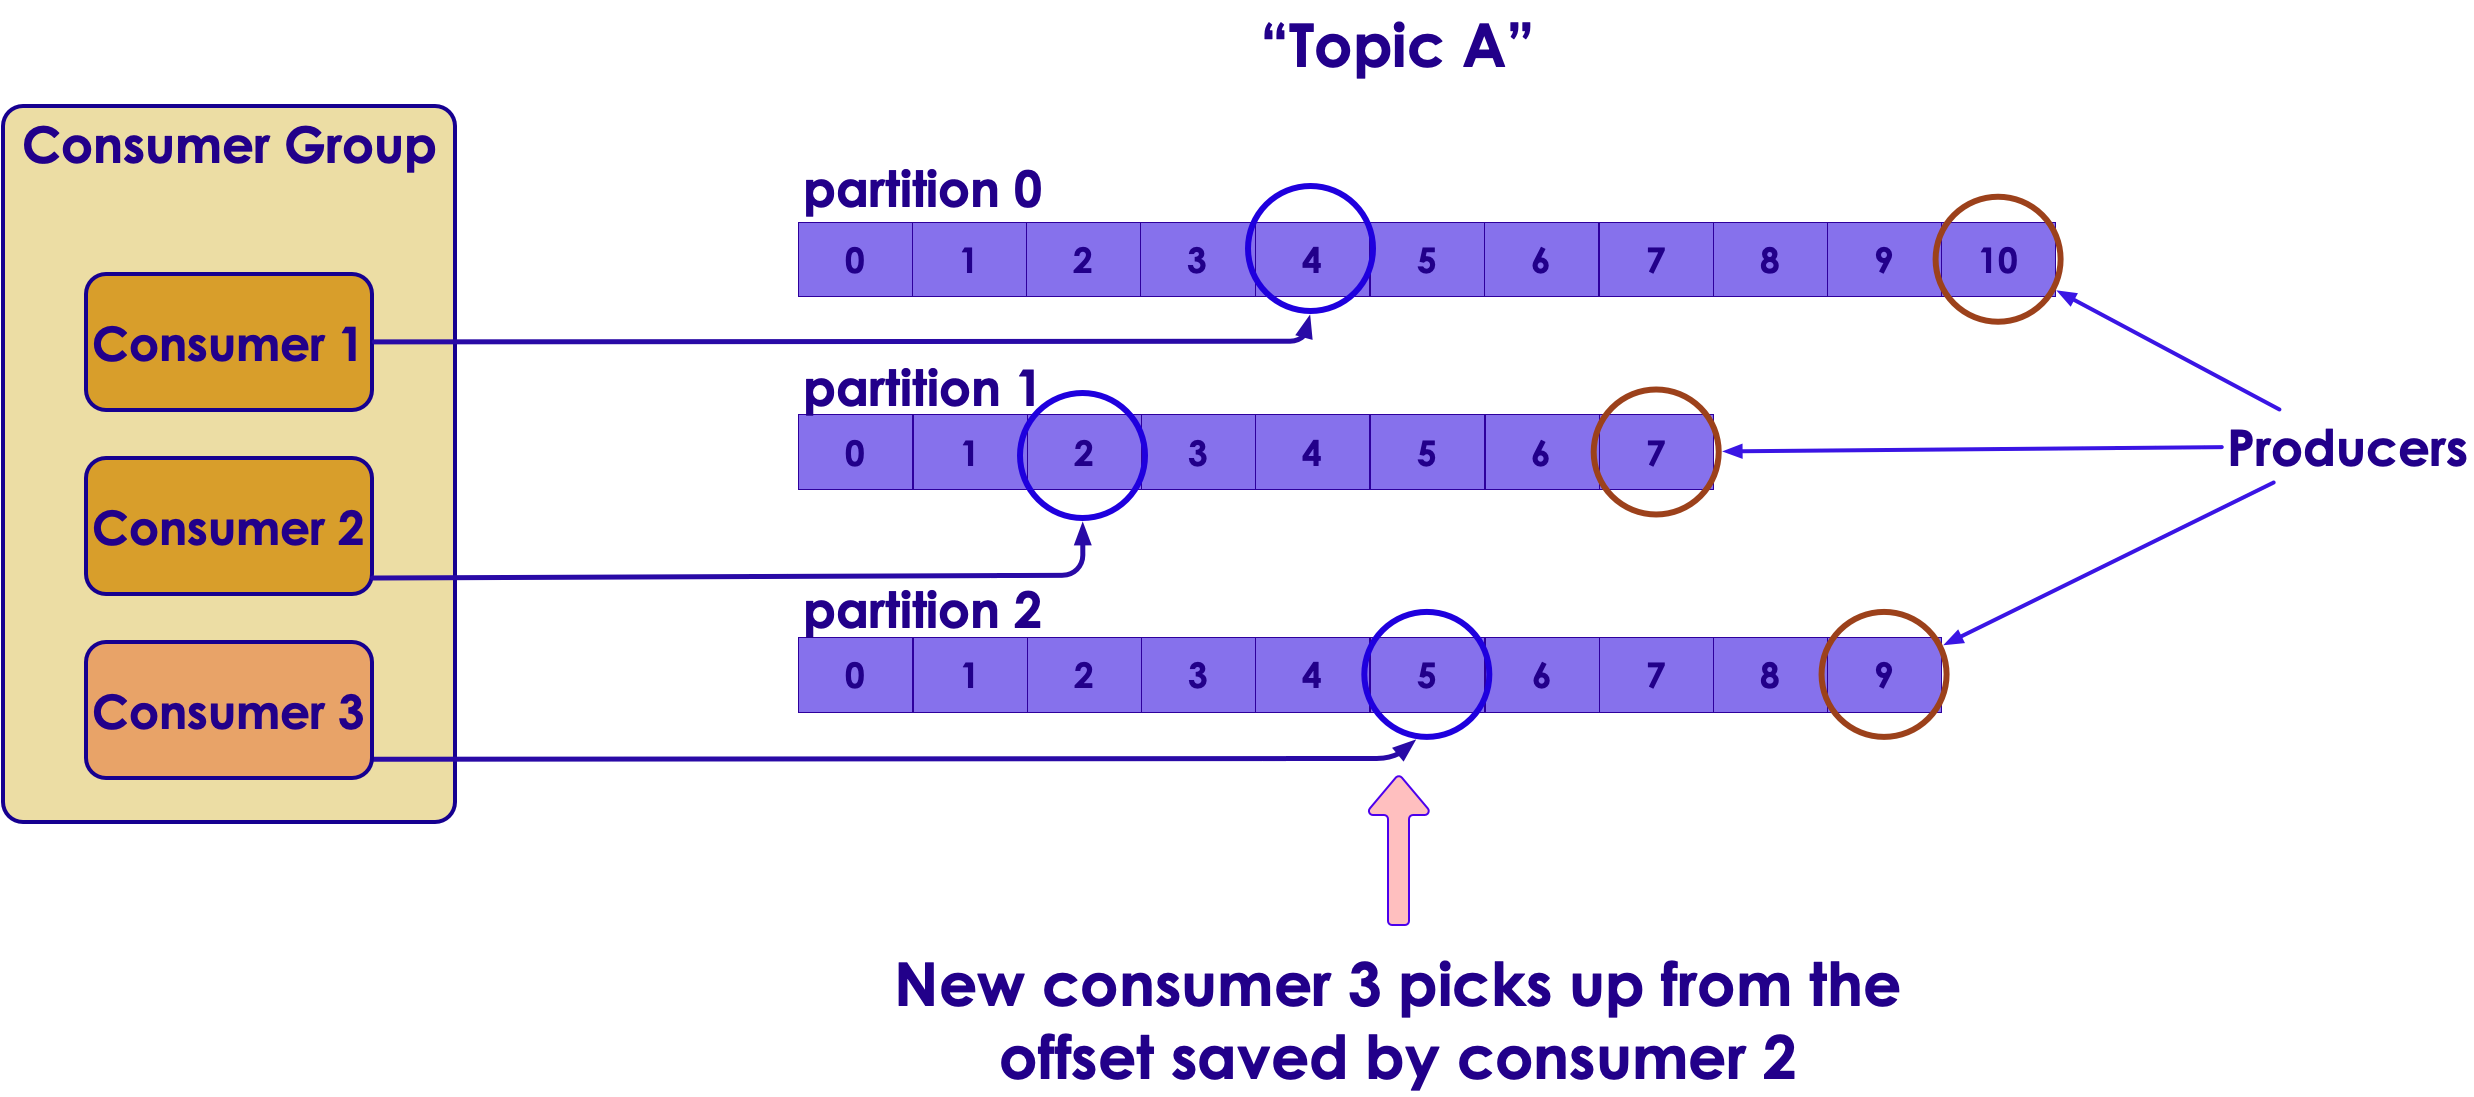 “Topic A”
Consumer Group
Consumer 1
Consumer 2
Consumer 3
partition 0
0 1 2 3 4 5 6 7 8 9 10
partition 1
0 1 2 3 4 5 6 7
partition 2
0 1 2 3 4 5 6 7 8 9
Producers
New consumer 3 picks up from the
offset saved by consumer 2